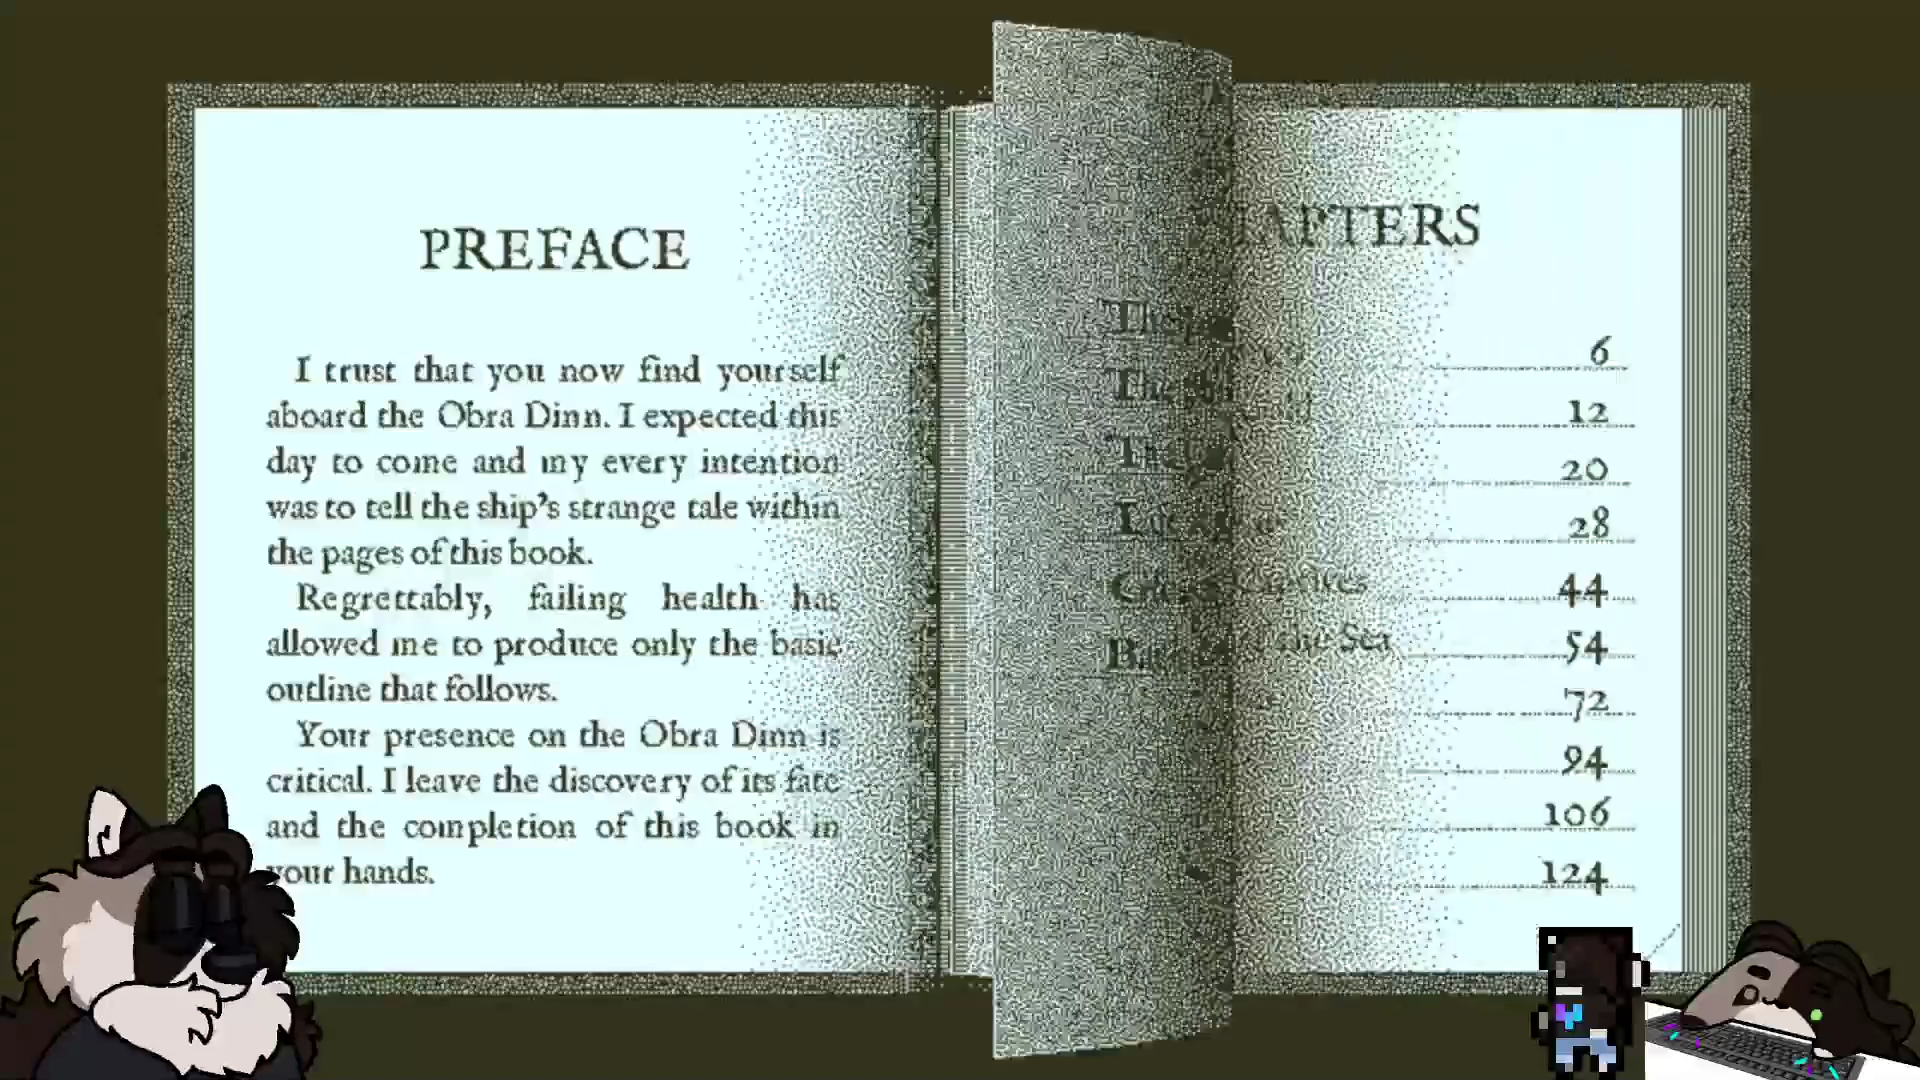 PREFACE
I trust that you now find yourself
aboard the Obra Dinn. I expected this
day to come and my every intention
was to tell the ship's strange tale within
the pages of this book.
Regrettably, failing health has
allowed me to produce only the basic
outline that follows.
Your presence on the Obra Dinn is
critical. I leave the discovery of its fate
and the completion of this book in
your hands.
6
12
20
28
44
the Sea 54
72
94
106
124